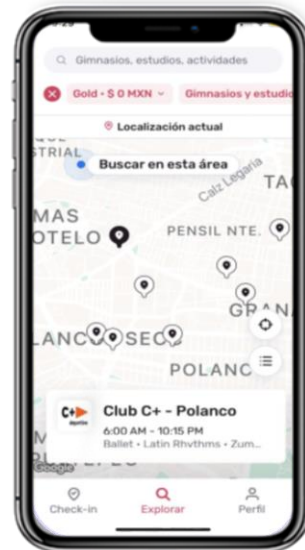 Gimnasios, estudios, actividades
Gold - $ 0 MXN
Gimnasios y estudio
Localización actual
STRIAL
Buscar en esta área
Calz Legaria
TA
MAS
OTELO
PENSIL NTE.
GRAN
LANCO SECO
POLANC
C+
Club C+ - Polanco
6:00 AM - 10:15 PM
Ballet • Latin Rhythms • Zum...
Google
Check-in
Explorar
Perfil